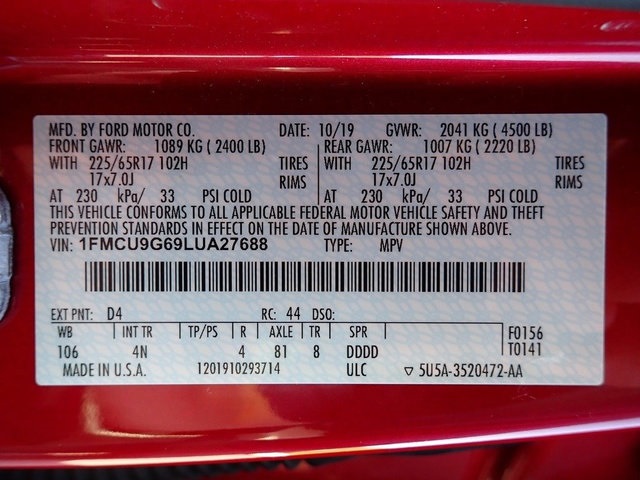 MFD. BY FORD MOTOR CO. DATE: 10/19 GVWR: 2041 KG ( 4500 LB)
FRONT GAWR: 1089 KG ( 2400 LB) REAR GAWR: 1007 KG ( 2220 LB)
WITH 225/65R17 102H TIRES WITH 225/65R17 102H TIRES
17x7.0J RIMS 17x7.0J RIMS
AT 230 kPa/ 33 PSI COLD AT 230 kPa/ 33 PSI COLD
THIS VEHICLE CONFORMS TO ALL APPLICABLE FEDERAL MOTOR VEHICLE SAFETY AND THEFT
PREVENTION STANDARDS IN EFFECT ON THE DATE OF MANUFACTURE SHOWN ABOVE.
VIN: 1FMCU9G69LUA27688 TYPE: MPV
EXT PNT: D4 RC: 44 DSO:
WB INT TR TP/PS R AXLE TR SPR F0156
106 4N 4 81 8 DDDD T0141
MADE IN U.S.A. 1201910293714 ULC ▽ 5U5A-3520472-AA